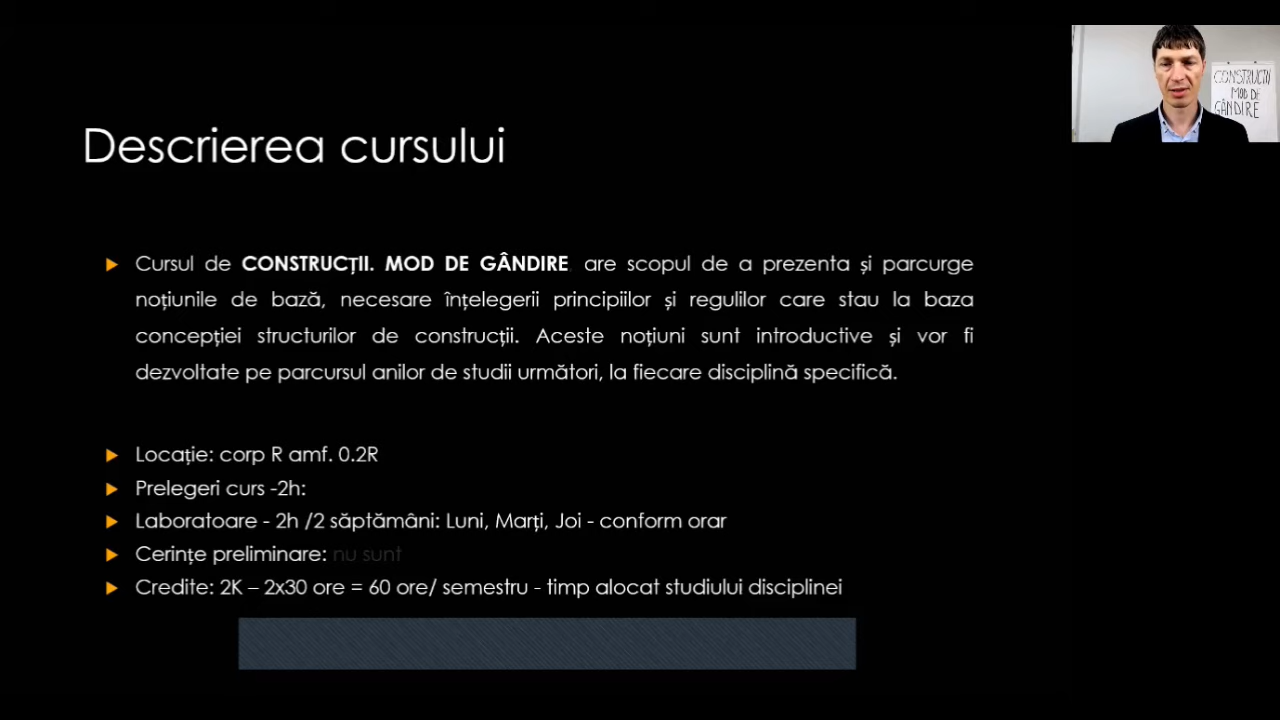 Descrierea cursului
Cursul de CONSTRUCȚII. MOD DE GÂNDIRE are scopul de a prezenta și parcurge
noțiunile de bază, necesare înțelegerii principiilor și regulilor care stau la baza
concepției structurilor de construcții. Aceste noțiuni sunt introductive și vor fi
dezvoltate pe parcursul anilor de studii următori, la fiecare disciplină specifică.
Locație: corp R amf. 0.2R
Prelegeri curs -2h:
Laboratoare - 2h /2 săptămâni: Luni, Marți, Joi - conform orar
Cerințe preliminare: nu sunt
Credite: 2K – 2x30 ore = 60 ore/ semestru - timp alocat studiului disciplinei
CONSTRUCȚII
MOD DE
GÂNDIRE